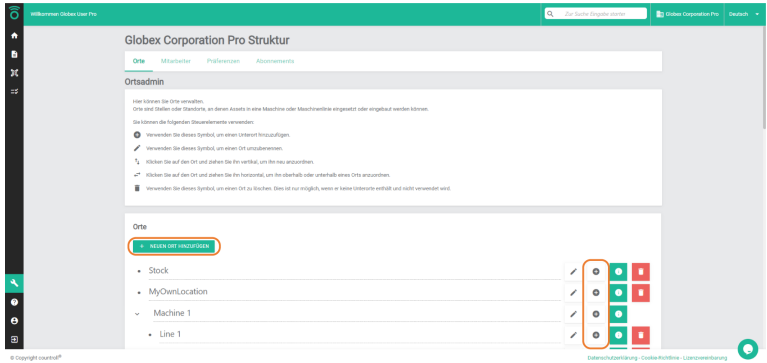 Willkommen Globex User Pro
Zur Suche Eingabe starten
Globex Corporation Pro
Deutsch
Globex Corporation Pro Struktur
Orte Mitarbeiter Präferenzen Abonnements
Ortsadmin
Hier können Sie Orte verwalten.
Orte sind Stellen oder Standorte, an denen Assets in eine Maschine oder Maschinenlinie eingesetzt oder eingebaut werden können.
Sie können die folgenden Steuerelemente verwenden:
Verwenden Sie dieses Symbol, um einen Unterort hinzuzufügen.
Verwenden Sie dieses Symbol, um einen Ort umzubenennen.
Klicken Sie auf den Ort und ziehen Sie ihn vertikal, um ihn neu anzuordnen.
Klicken Sie auf den Ort und ziehen Sie ihn horizontal, um ihn oberhalb oder unterhalb eines Orts anzuordnen.
Verwenden Sie dieses Symbol, um einen Ort zu löschen. Dies ist nur möglich, wenn er keine Unterorte enthält und nicht verwendet wird.
Orte
+ NEUEN ORT HINZUFÜGEN
Stock
MyOwnLocation
Machine 1
Line 1
© Copyright countroll®
Datenschutzerklärung - Cookie-Richtlinie - Lizenzvereinbarung